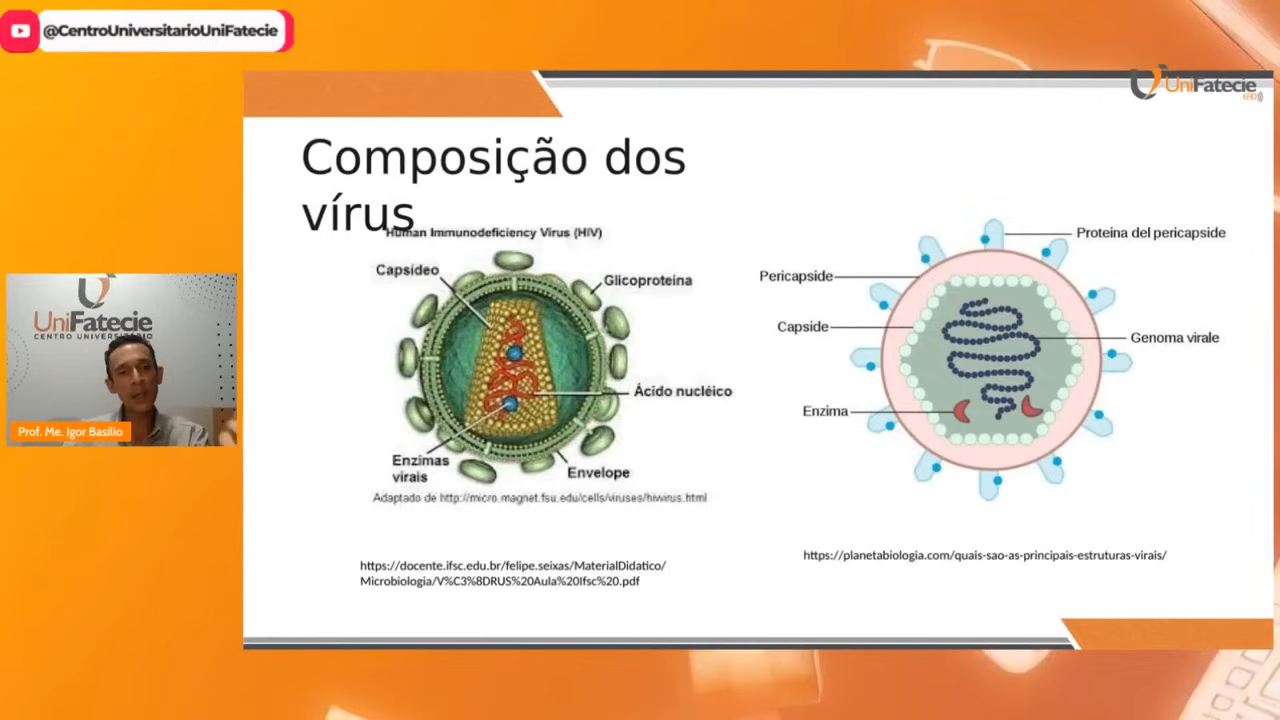 @CentroUniversitarioUniFatecie
UniFatecie
Composição dos
vírus
Human Immunodeficiency Virus (HIV)
Capsídeo
Glicoproteína
Ácido nucléico
Enzimas
virais
Envelope
Adaptado de http://micro.magnet.fsu.edu/cells/viruses/hivvirus.html
https://docente.ifsc.edu.br/felipe.seixas/MaterialDidatico/
Microbiologia/V%C3%8DRUS%20Aula%20Ifsc%20.pdf
Proteina del pericapside
Pericapside
Capside
Genoma virale
Enzima
https://planetabiologia.com/quais-sao-as-principais-estruturas-virais/
UniFatecie
CENTRO UNIVERSITÁRIO
Prof. Me. Igor Basilio